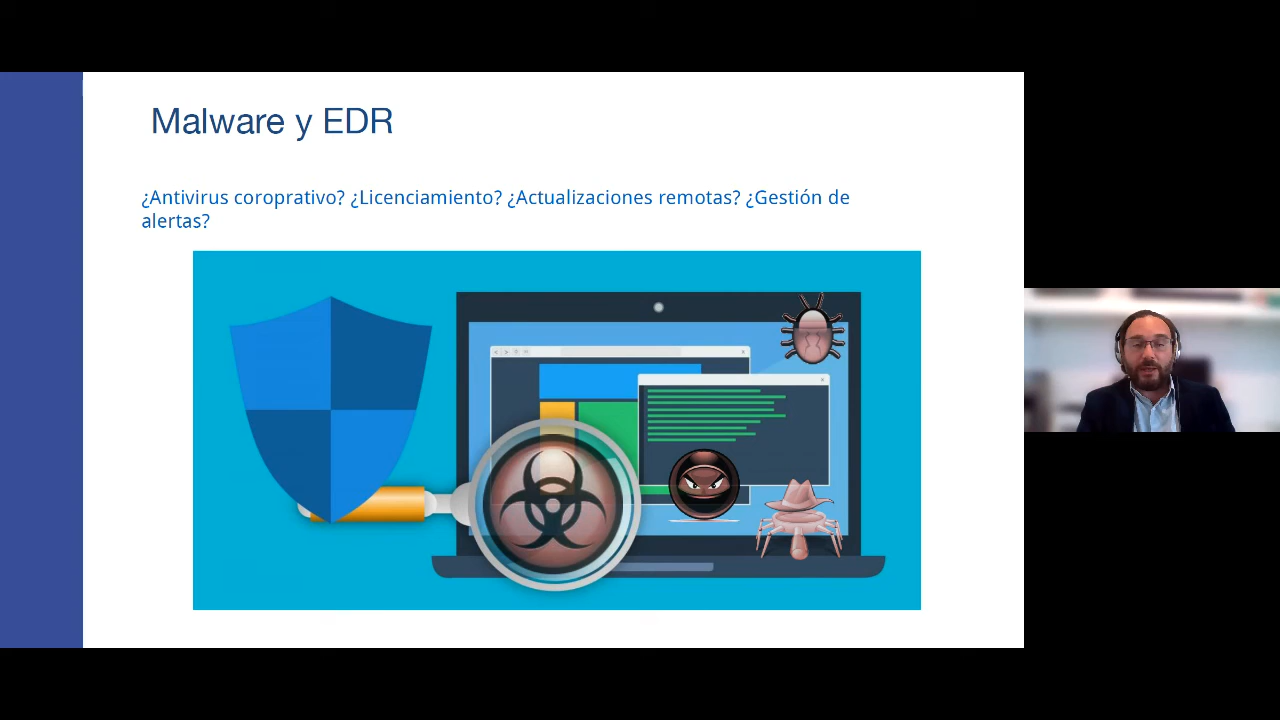 Malware y EDR
¿Antivirus coroprativo? ¿Licenciamiento? ¿Actualizaciones remotas? ¿Gestión de
alertas?